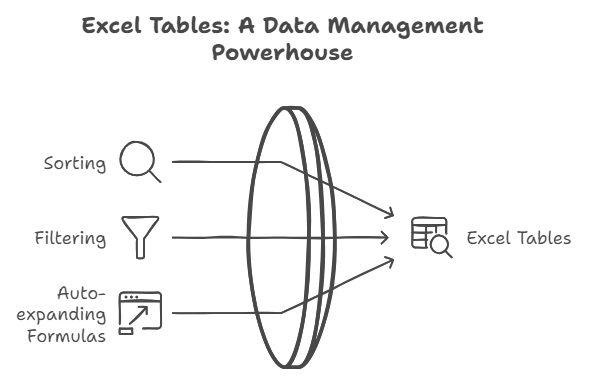 Excel Tables: A Data Management
Powerhouse
Sorting
Filtering
Auto-
expanding
Formulas
Excel Tables